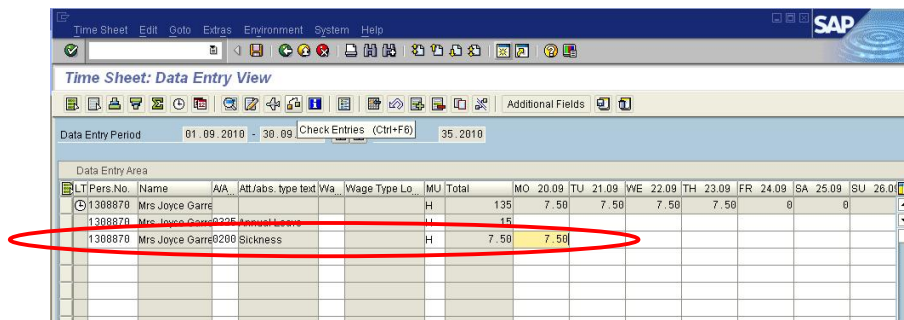 Time Sheet Edit Goto Extras Environment System Help
SAP
Time Sheet: Data Entry View
Additional Fields
Data Entry Period 01.09.2010 - 30.09. Check Entries (Ctrl+F6) 35.2010
Data Entry Area
LT Pers.No. Name A/A... Att./abs. type text Wa... Wage Type Lo... MU Total MO 20.09 TU 21.09 WE 22.09 TH 23.09 FR 24.09 SA 25.09 SU 26.09
1308870 Mrs Joyce Garre H 135 7.50 7.50 7.50 7.50 0 0
1308870 Mrs Joyce Garre 0225 Annual Leave H 15
1308870 Mrs Joyce Garre 0200 Sickness H 7.50 7.50